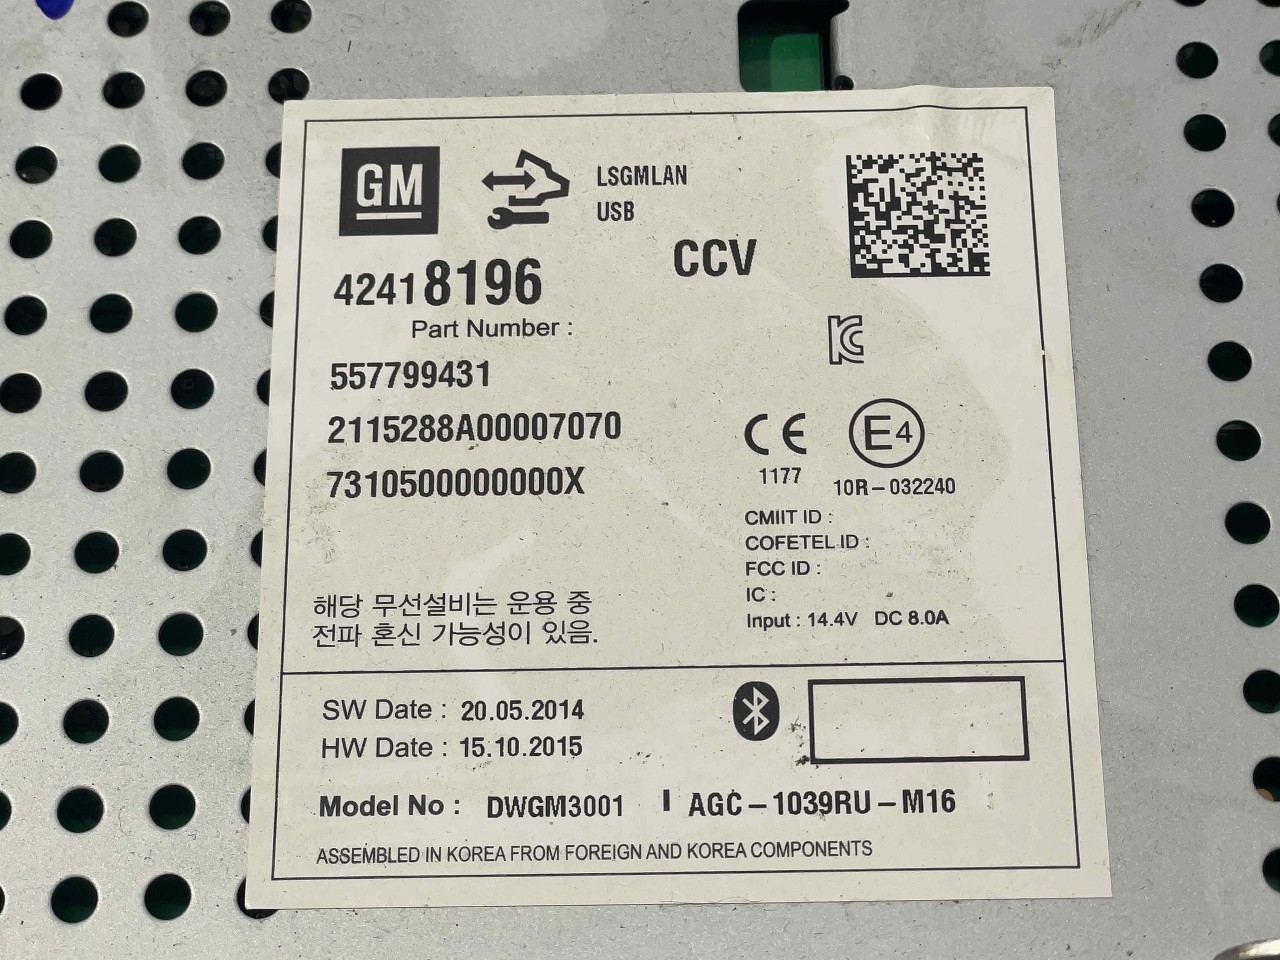 GM
LSGMLAN
USB
CCV
42418196
Part Number :
557799431
2115288A00007070
7310500000000X
CE
1177
E4
10R-032240
CMIIT ID :
COFETEL ID :
FCC ID :
IC :
Input : 14.4V DC 8.0A
해당 무선설비는 운용 중
전파 혼신 가능성이 있음.
SW Date : 20.05.2014
HW Date : 15.10.2015
Model No : DWGM3001 I AGC-1039RU-M16
ASSEMBLED IN KOREA FROM FOREIGN AND KOREA COMPONENTS